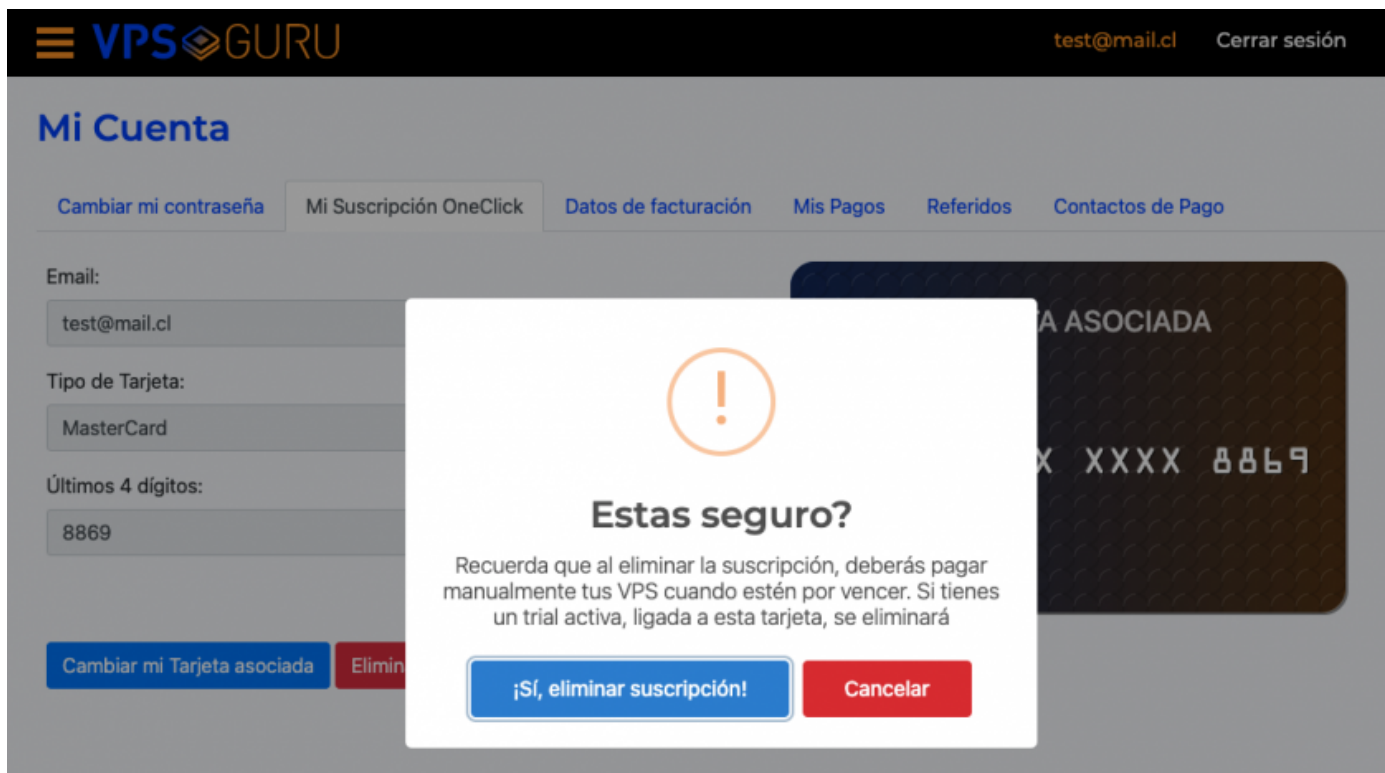 VPS GURU
test@mail.cl Cerrar sesión
Mi Cuenta
Cambiar mi contraseña Mi Suscripción OneClick Datos de facturación Mis Pagos Referidos Contactos de Pago
Email:
test@mail.cl
Tipo de Tarjeta:
MasterCard
Últimos 4 dígitos:
8869
ASOCIADA
XXXX 8869
Cambiar mi Tarjeta asociada
Estas seguro?
Recuerda que al eliminar la suscripción, deberás pagar
manualmente tus VPS cuando estén por vencer. Si tienes
un trial activa, ligada a esta tarjeta, se eliminará
¡Sí, eliminar suscripción! Cancelar